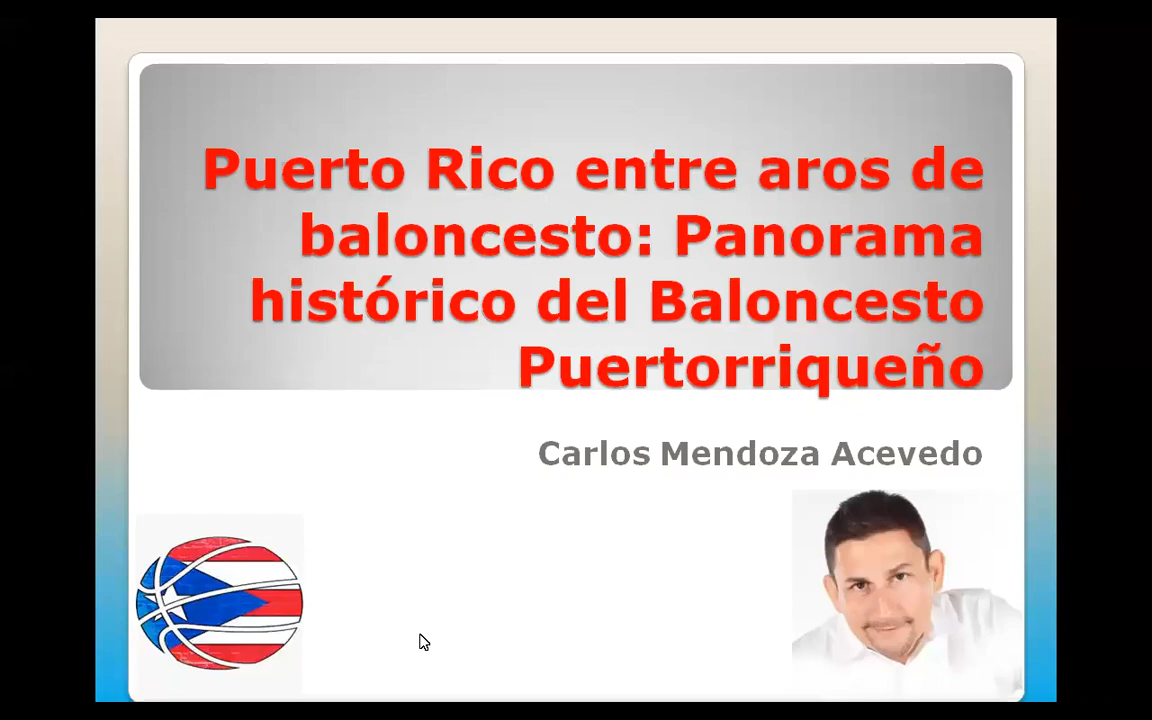 Puerto Rico entre aros de
baloncesto: Panorama
histórico del Baloncesto
Puertorriqueño
Carlos Mendoza Acevedo